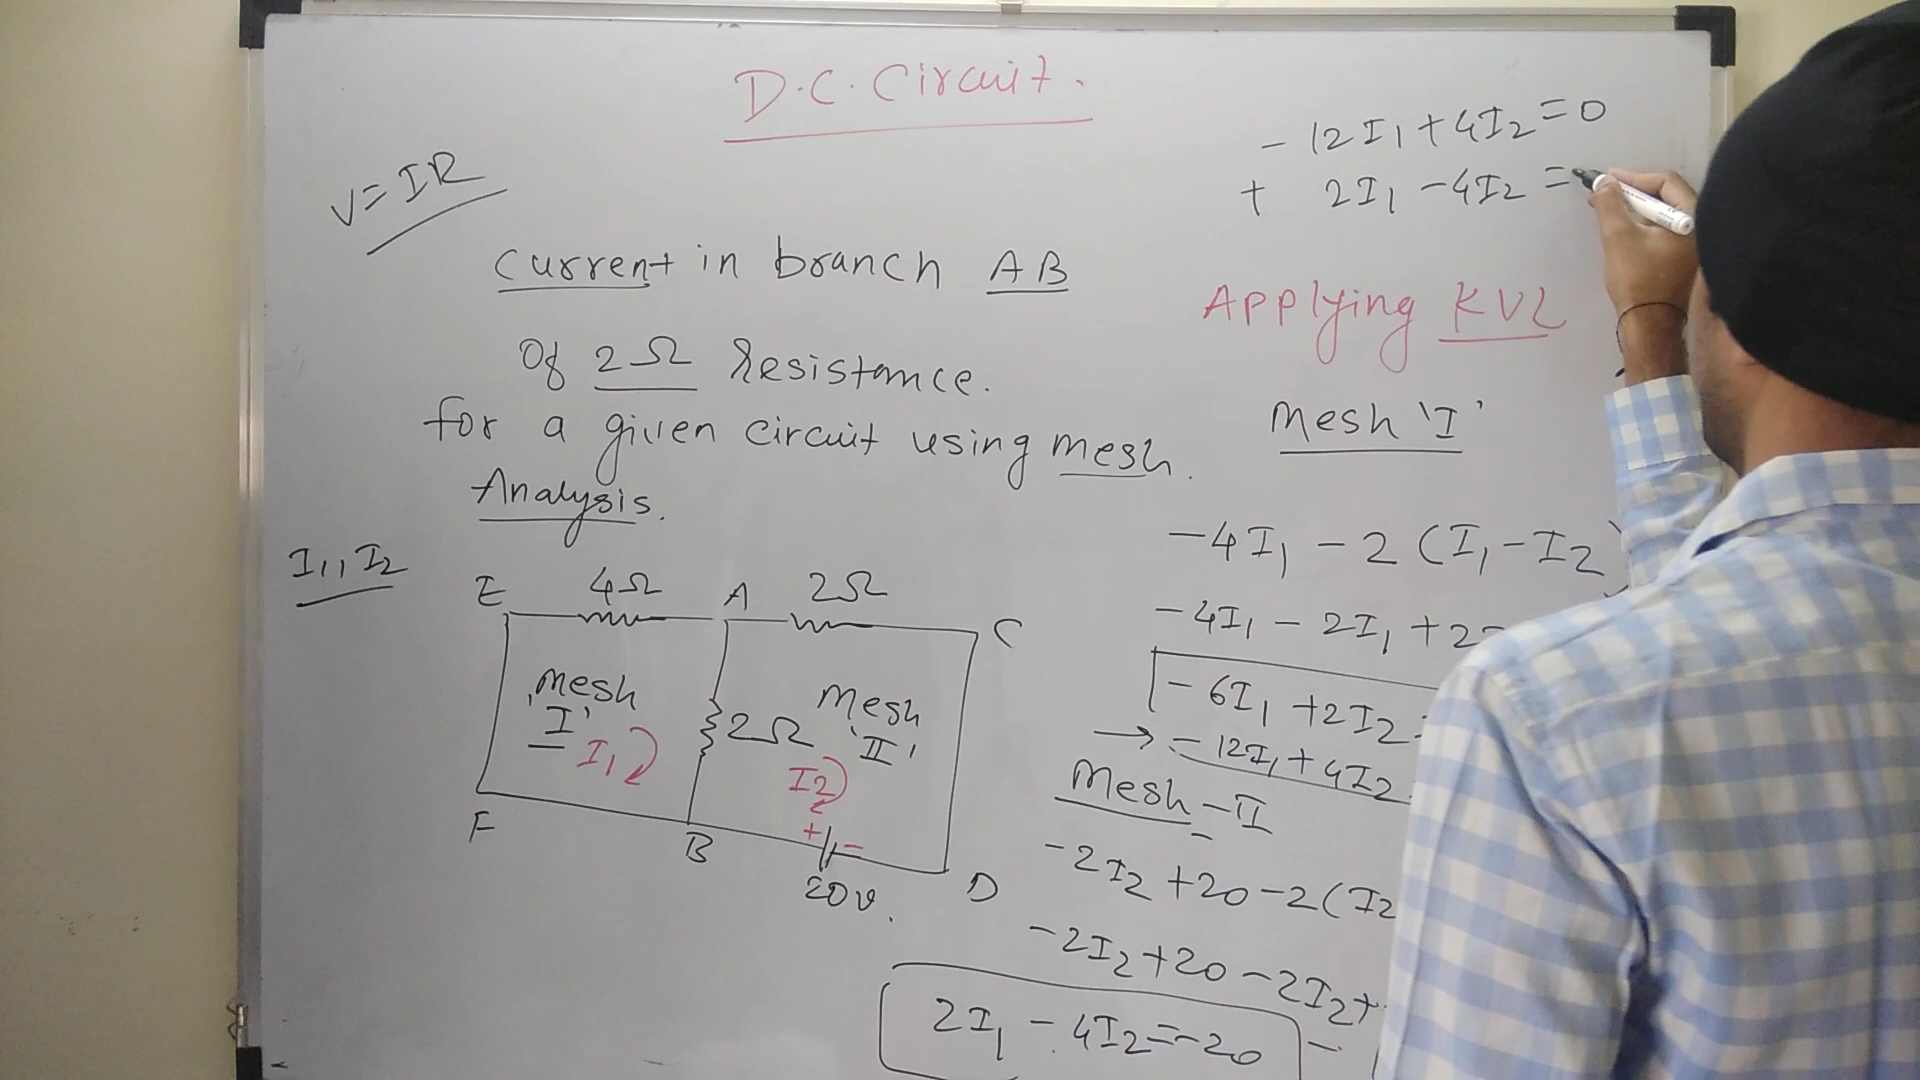 D.C. Circuit.
V=IR
Current in branch AB
Of 2Ω Resistance.
for a given circuit using mesh.
Analysis.
I1, I2
E 4Ω A 2Ω C
Mesh 'I' I1
2Ω
Mesh 'II' I2
F B + - D
20v.
- 12I1 + 4I2 = 0
+ 2I1 - 4I2 =
Applying KVL
Mesh 'I'
-4I1 - 2 (I1 - I2)
-4I1 - 2I1 + 2
-6I1 + 2I2
→ -12I1 + 4I2
Mesh - II
-2I2 + 20 - 2(I2
-2I2 + 20 - 2I2 +
2I1 - 4I2 = -20 -